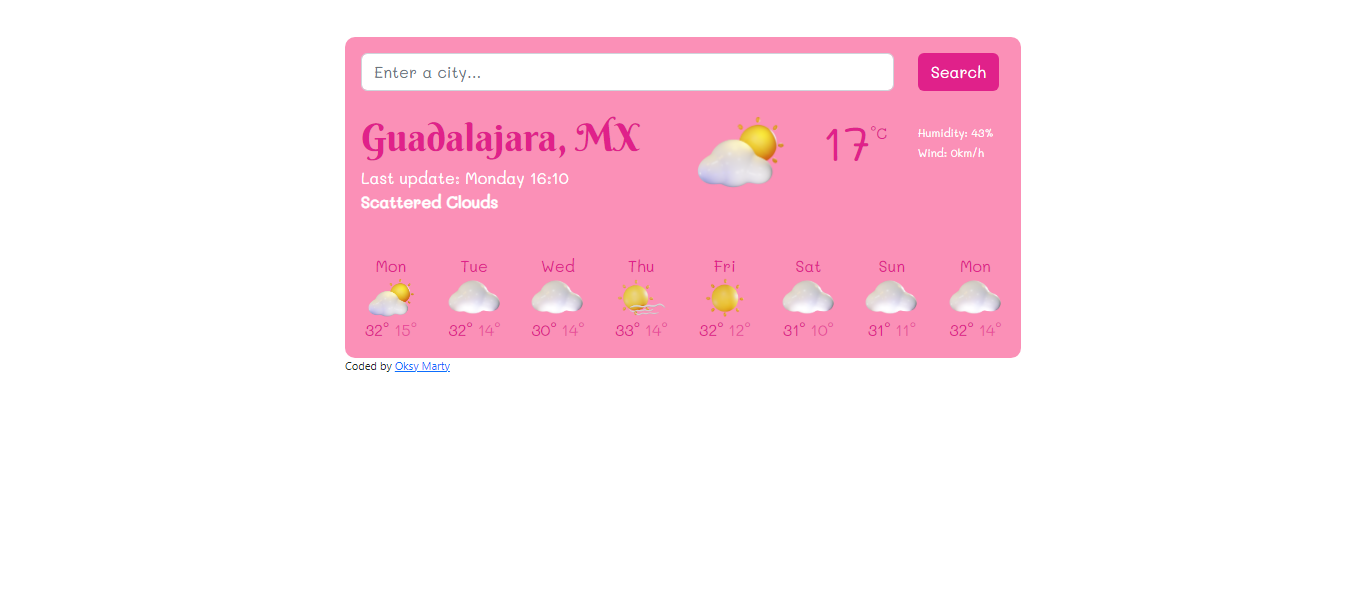 Enter a city...
Search
Guadalajara, MX
17°C
Humidity: 43%
Wind: 0km/h
Last update: Monday 16:10
Scattered Clouds
Mon Tue Wed Thu Fri Sat Sun Mon
32° 15° 32° 14° 30° 14° 33° 14° 32° 12° 31° 10° 31° 11° 32° 14°
Coded by Oksy Marty